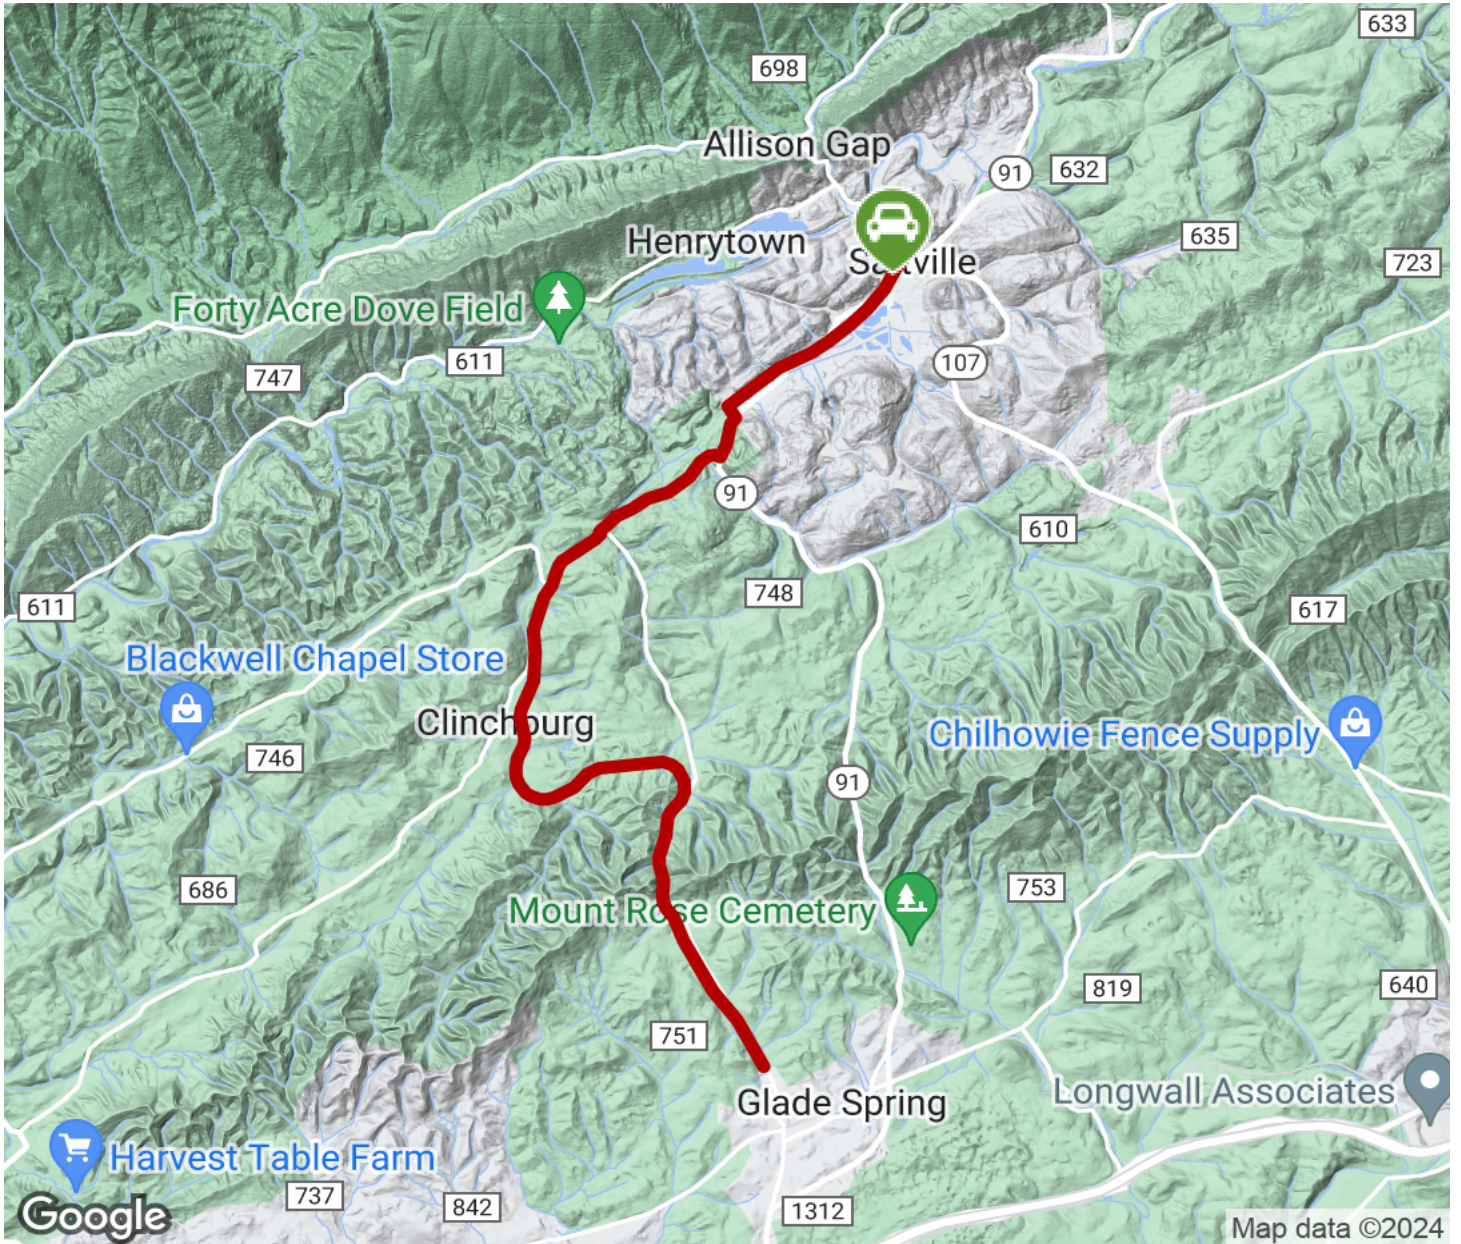 633
698
Allison Gap
91
632
Henrytown
635
Saltville
723
Forty Acre Dove Field
611
107
747
91
610
748
611
617
Blackwell Chapel Store
Clinchburg
Chilhowie Fence Supply
746
91
686
753
Mount Rose Cemetery
819
640
751
Longwall Associates
Glade Spring
Harvest Table Farm
737
842
1312
Google
Map data ©2024